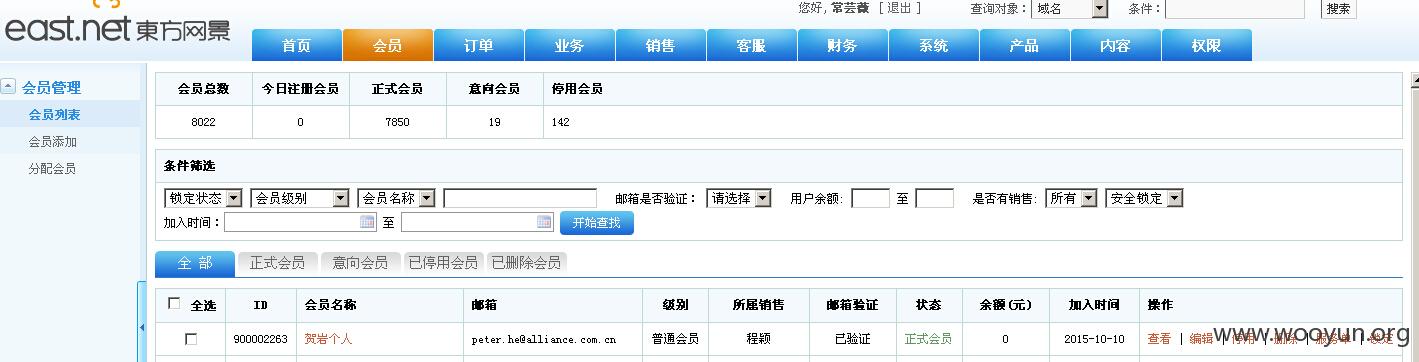 您好, 常芸薇 [ 退出 ] 查询对象: 域名 条件: 搜索
east.net 東方网景
首页 会员 订单 业务 销售 客服 财务 系统 产品 内容 权限
会员管理
会员列表
会员添加
分配会员
会员总数 今日注册会员 正式会员 意向会员 停用会员
8022 0 7850 19 142
条件筛选
锁定状态 会员级别 会员名称 邮箱是否验证: 请选择 用户余额: 至 是否有销售: 所有 安全锁定
加入时间: 至 开始查找
全 部 正式会员 意向会员 已停用会员 已删除会员
全选 ID 会员名称 邮箱 级别 所属销售 邮箱验证 状态 余额(元) 加入时间 操作
900002263 贺岩个人 peter.he@alliance.com.cn 普通会员 程颖 已验证 正式会员 0 2015-10-10 查看 | 编辑 | 停用 | 删除 | 服务单 | 锁定
www.wooyun.org